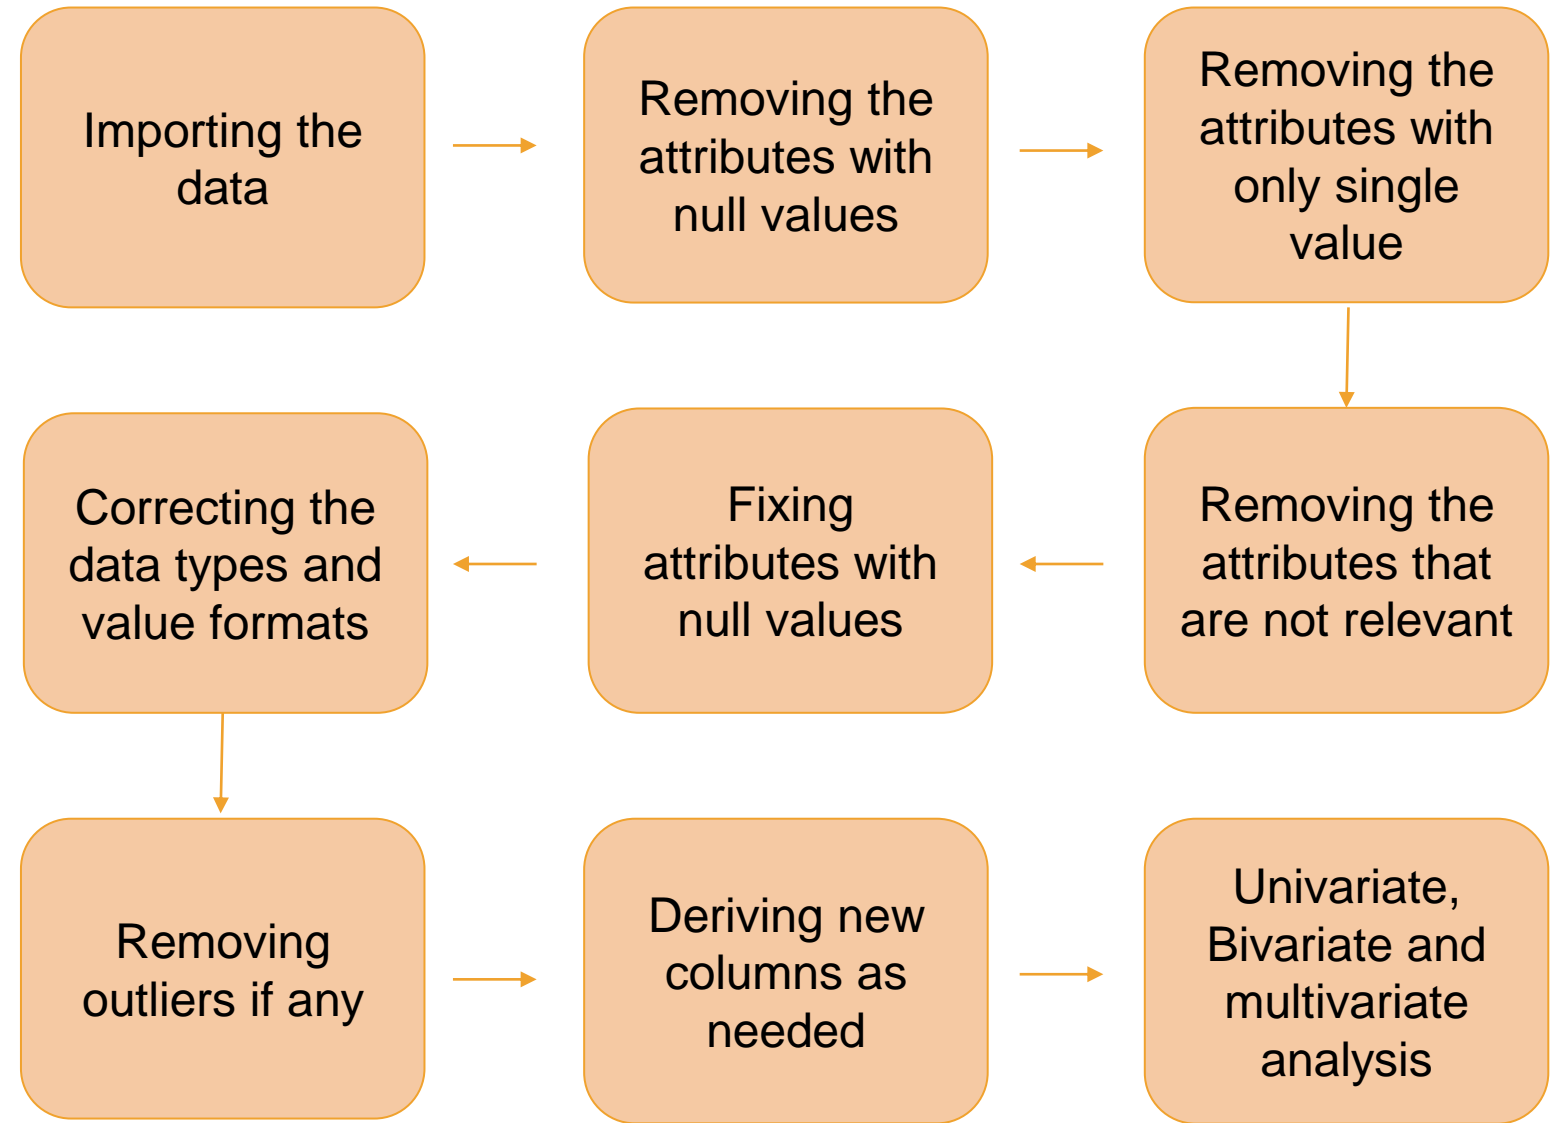 Importing the
data
Removing the
attributes with
null values
Removing the
attributes with
only single
value
Removing the
attributes that
are not relevant
Fixing
attributes with
null values
Correcting the
data types and
value formats
Removing
outliers if any
Deriving new
columns as
needed
Univariate,
Bivariate and
multivariate
analysis